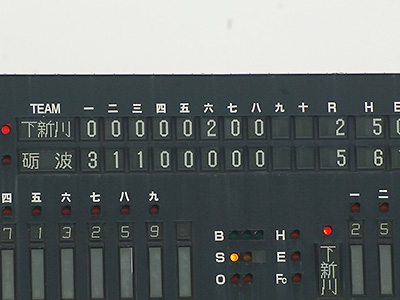 TEAM 一 二 三 四 五 六 七 八 九 十 R H E
下新川 0 0 0 0 0 2 0 0 2 5 0
砺波 3 1 1 0 0 0 0 0 5 6 1
四 五 六 七 八 九 一 二
7 1 3 2 5 9 2 5
B H
S E
O Fc
下新川